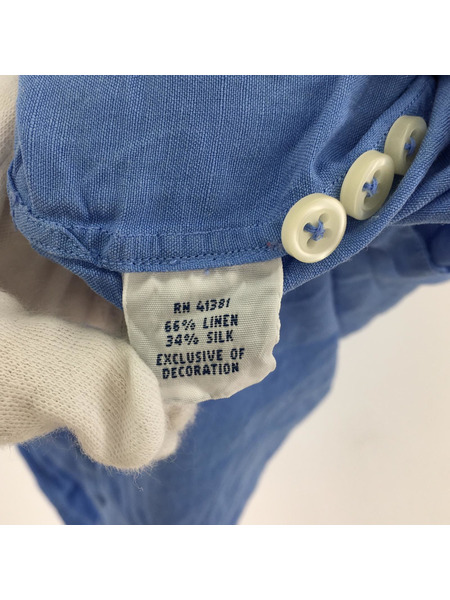 RN 41381
66% LINEN
34% SILK
EXCLUSIVE OF
DECORATION